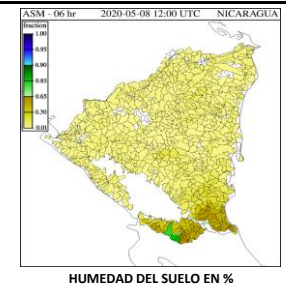 ASM - 06 hr 2020-05-08 12:00 UTC NICARAGUA
fraction
1.00
0.95
0.90
0.85
0.65
0.30
0.01
HUMEDAD DEL SUELO EN %